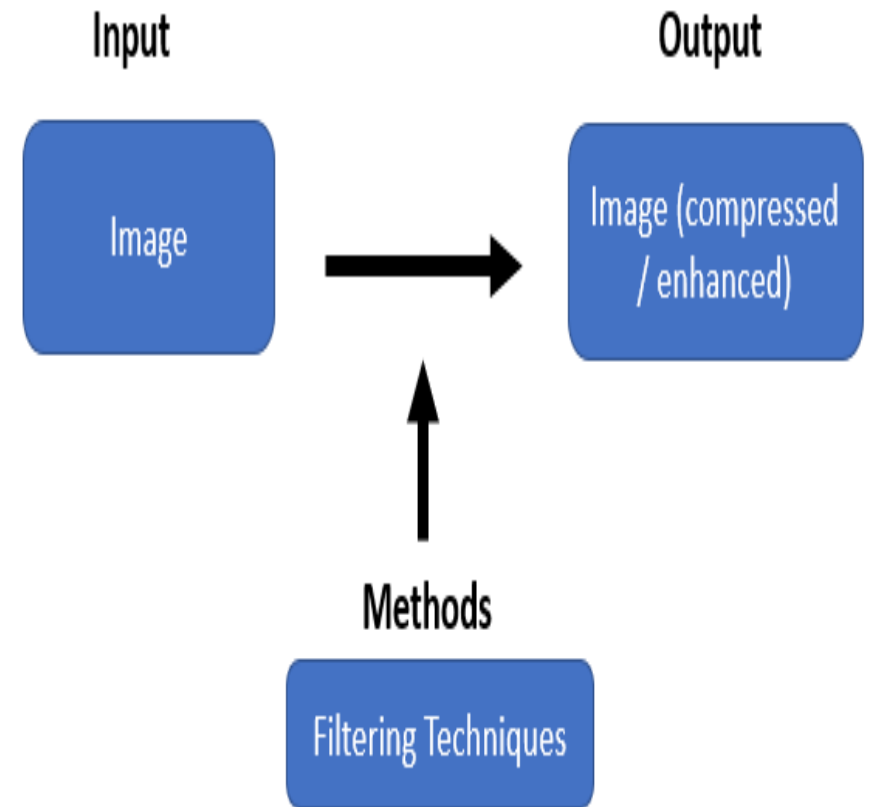 Input
Output
Image
Image (compressed
/ enhanced)
Methods
Filtering Techniques